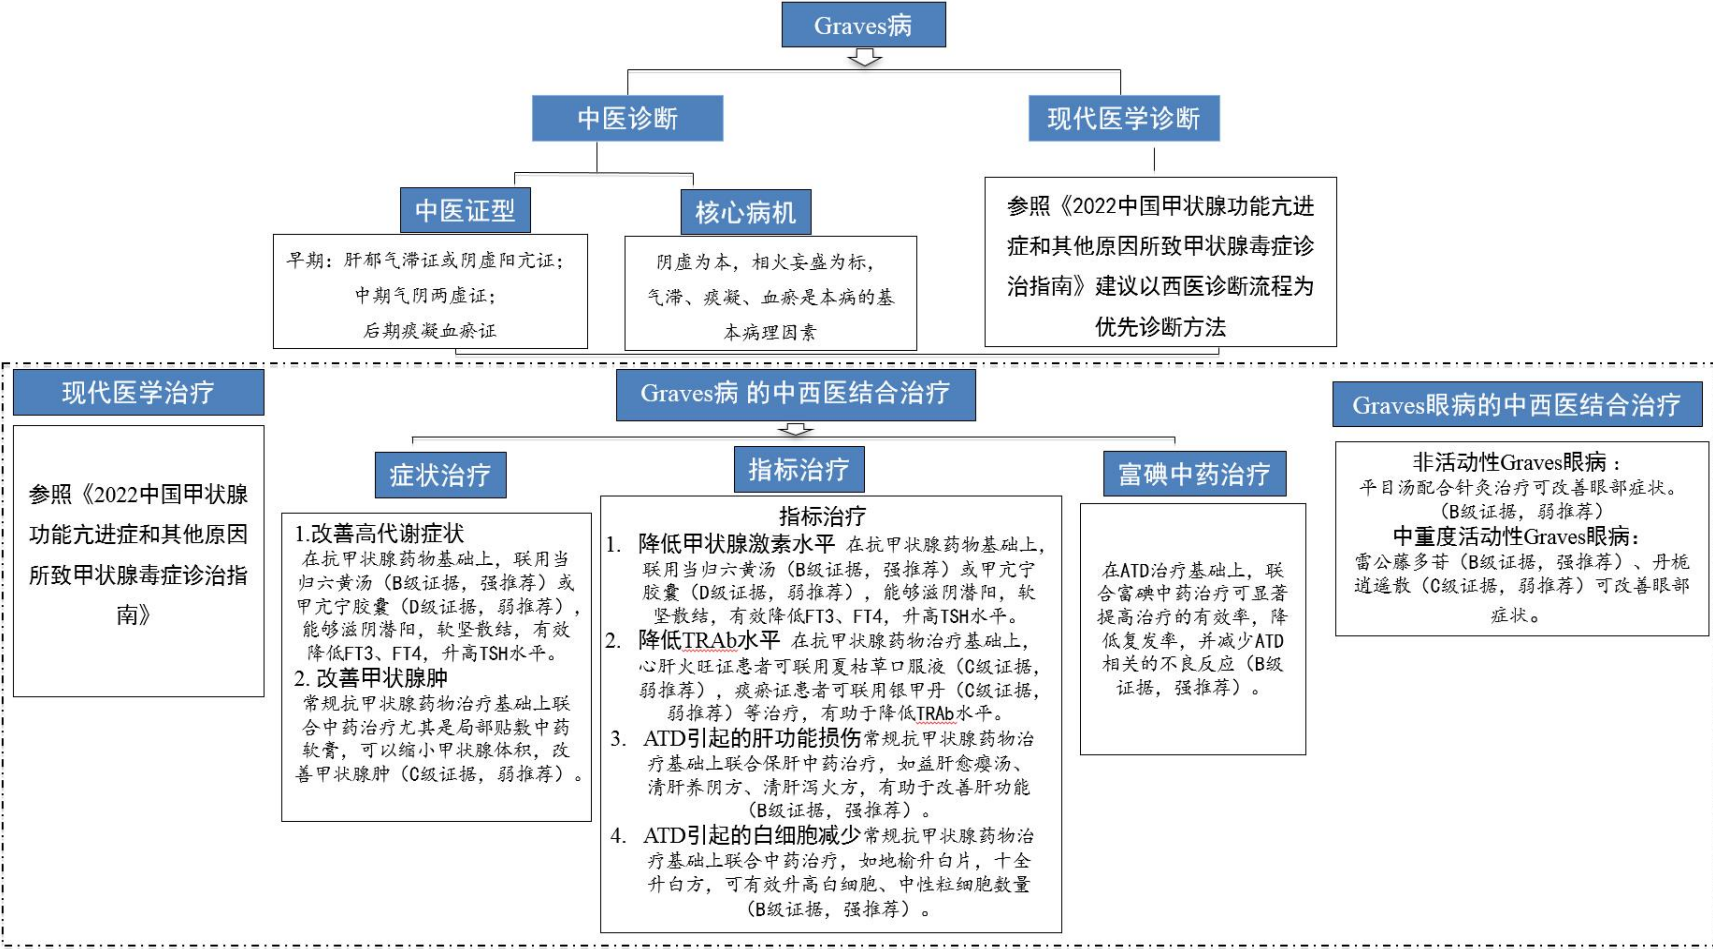 Graves病
中医诊断
现代医学诊断
中医证型
早期：肝郁气滞证或阴虚阳亢证；
中期气阴两虚证；
后期痰凝血瘀证
核心病机
阴虚为本，相火妄盛为标，
气滞、痰凝、血瘀是本病的基
本病理因素
参照《2022中国甲状腺功能亢进
症和其他原因所致甲状腺毒症诊
治指南》建议以西医诊断流程为
优先诊断方法
现代医学治疗
参照《2022中国甲状腺
功能亢进症和其他原因
所致甲状腺毒症诊治指
南》
Graves病 的中西医结合治疗
症状治疗
1.改善高代谢症状
在抗甲状腺药物基础上，联用当
归六黄汤（B级证据，强推荐）或
甲亢宁胶囊（D级证据，弱推荐），
能够滋阴潜阳，软坚散结，有效
降低FT3、FT4，升高TSH水平。
2. 改善甲状腺肿
常规抗甲状腺药物治疗基础上联
合中药治疗尤其是局部贴敷中药
软膏，可以缩小甲状腺体积，改
善甲状腺肿（C级证据，弱推荐）。
指标治疗
指标治疗
1. 降低甲状腺激素水平 在抗甲状腺药物基础上，
联用当归六黄汤（B级证据，强推荐）或甲亢宁
胶囊（D级证据，弱推荐），能够滋阴潜阳，软
坚散结，有效降低FT3、FT4，升高TSH水平。
2. 降低TRAb水平 在抗甲状腺药物治疗基础上，
心肝火旺证患者可联用夏枯草口服液（C级证据，
弱推荐），痰瘀证患者可联用银甲丹（C级证据，
弱推荐）等治疗，有助于降低TRAb水平。
3. ATD引起的肝功能损伤常规抗甲状腺药物治
疗基础上联合保肝中药治疗，如益肝愈瘿汤、
清肝养阴方、清肝泻火方，有助于改善肝功能
（B级证据，强推荐）。
4. ATD引起的白细胞减少常规抗甲状腺药物治
疗基础上联合中药治疗，如地榆升白片，十全
升白方，可有效升高白细胞、中性粒细胞数量
（B级证据，强推荐）。
富碘中药治疗
在ATD治疗基础上，联
合富碘中药治疗可显著
提高治疗的有效率，降
低复发率，并减少ATD
相关的不良反应（B级
证据，强推荐）。
Graves眼病的中西医结合治疗
非活动性Graves眼病：
平目汤配合针灸治疗可改善眼部症状。
（B级证据，弱推荐）
中重度活动性Graves眼病：
雷公藤多苷（B级证据，强推荐）、丹栀
逍遥散（C级证据，弱推荐）可改善眼部
症状。